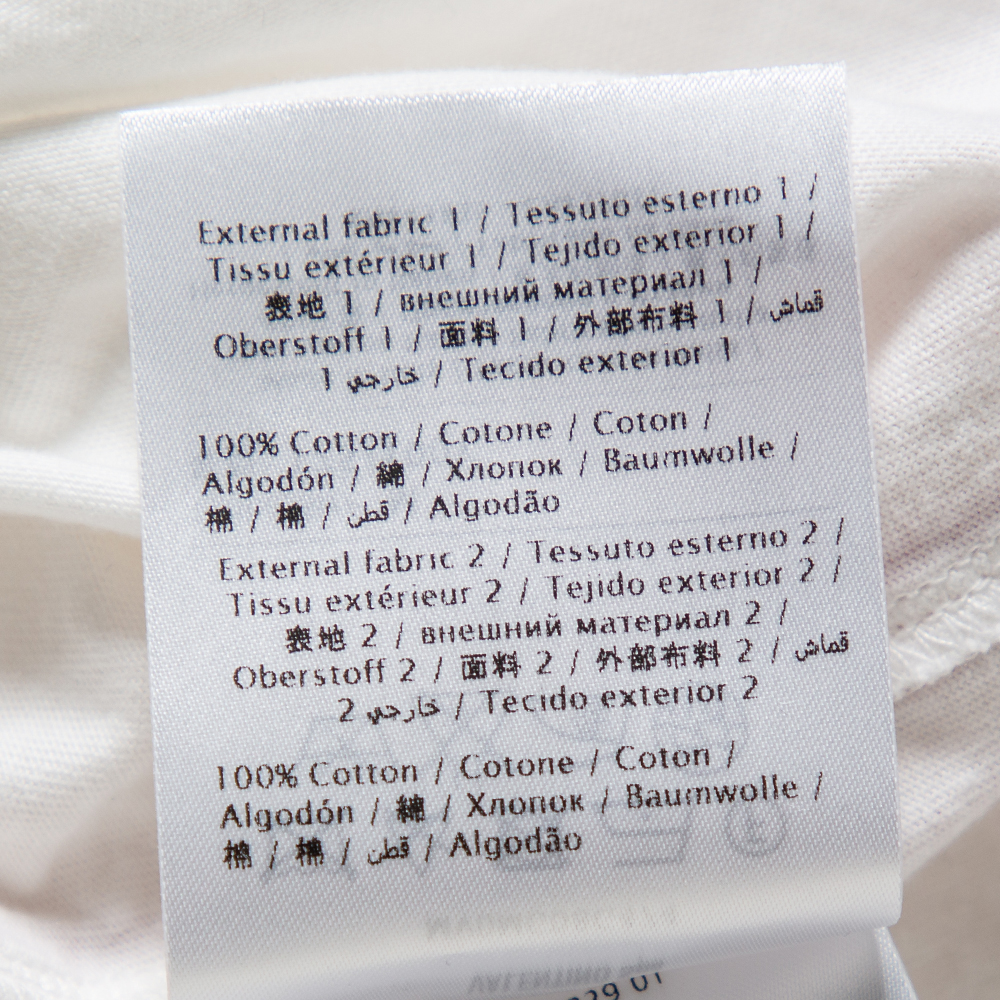 External fabric 1 / Tessuto esterno 1 /
Tissu extérieur 1 / Tejido exterior 1 /
表地 1 / внешний материал 1 /
Oberstoff 1 / 面料 1 / 外部布料 1 / قماش
خارجي 1 / Tecido exterior 1
100% Cotton / Cotone / Coton /
Algodón / 綿 / Хлопок / Baumwolle /
棉 / 棉 / قطن / Algodão
External fabric 2 / Tessuto esterno 2 /
Tissu extérieur 2 / Tejido exterior 2 /
表地 2 / внешний материал 2 /
Oberstoff 2 / 面料 2 / 外部布料 2 / قماش
خارجي 2 / Tecido exterior 2
100% Cotton / Cotone / Coton /
Algodón / 綿 / Хлопок / Baumwolle /
棉 / 棉 / قطن / Algodão
VALENTINO
01